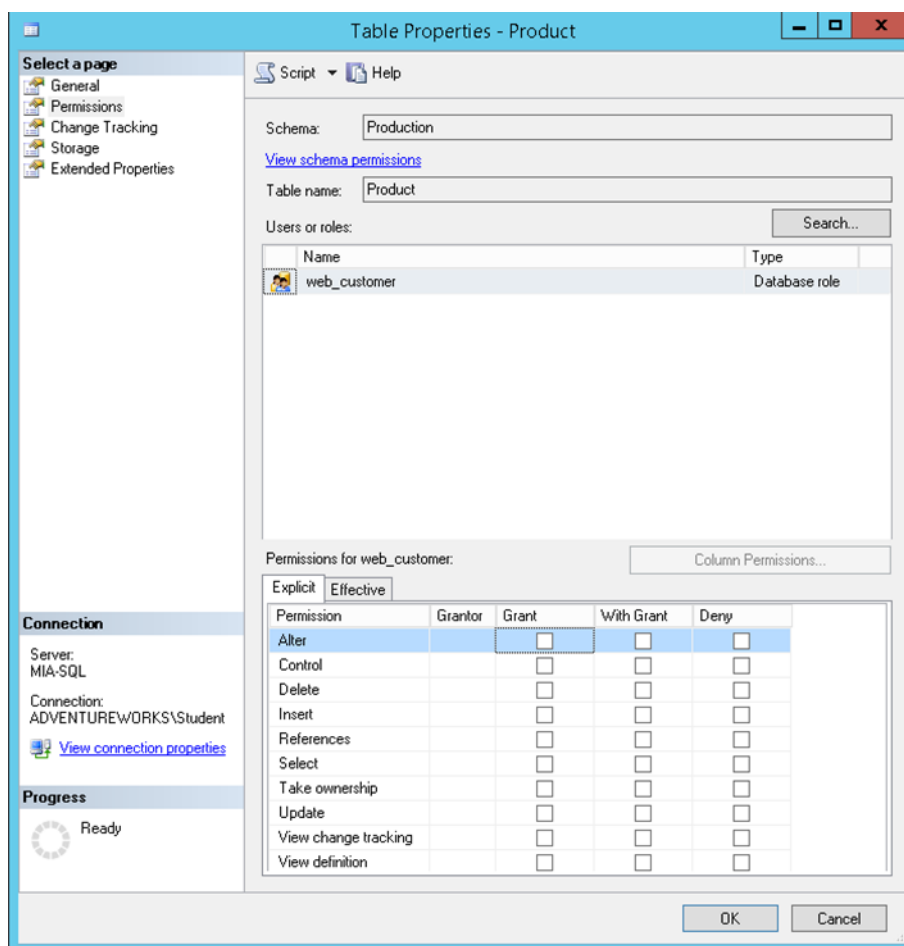 Table Properties - Product
Select a page
General
Permissions
Change Tracking
Storage
Extended Properties
Script Help
Schema: Production
View schema permissions
Table name: Product
Users or roles: Search...
Name Type
web_customer Database role
Permissions for web_customer: Column Permissions...
Explicit Effective
Permission Grantor Grant With Grant Deny
Alter
Control
Delete
Insert
References
Select
Take ownership
Update
View change tracking
View definition
Connection
Server:
MIA-SQL
Connection:
ADVENTUREWORKS\Student
View connection properties
Progress
Ready
OK Cancel